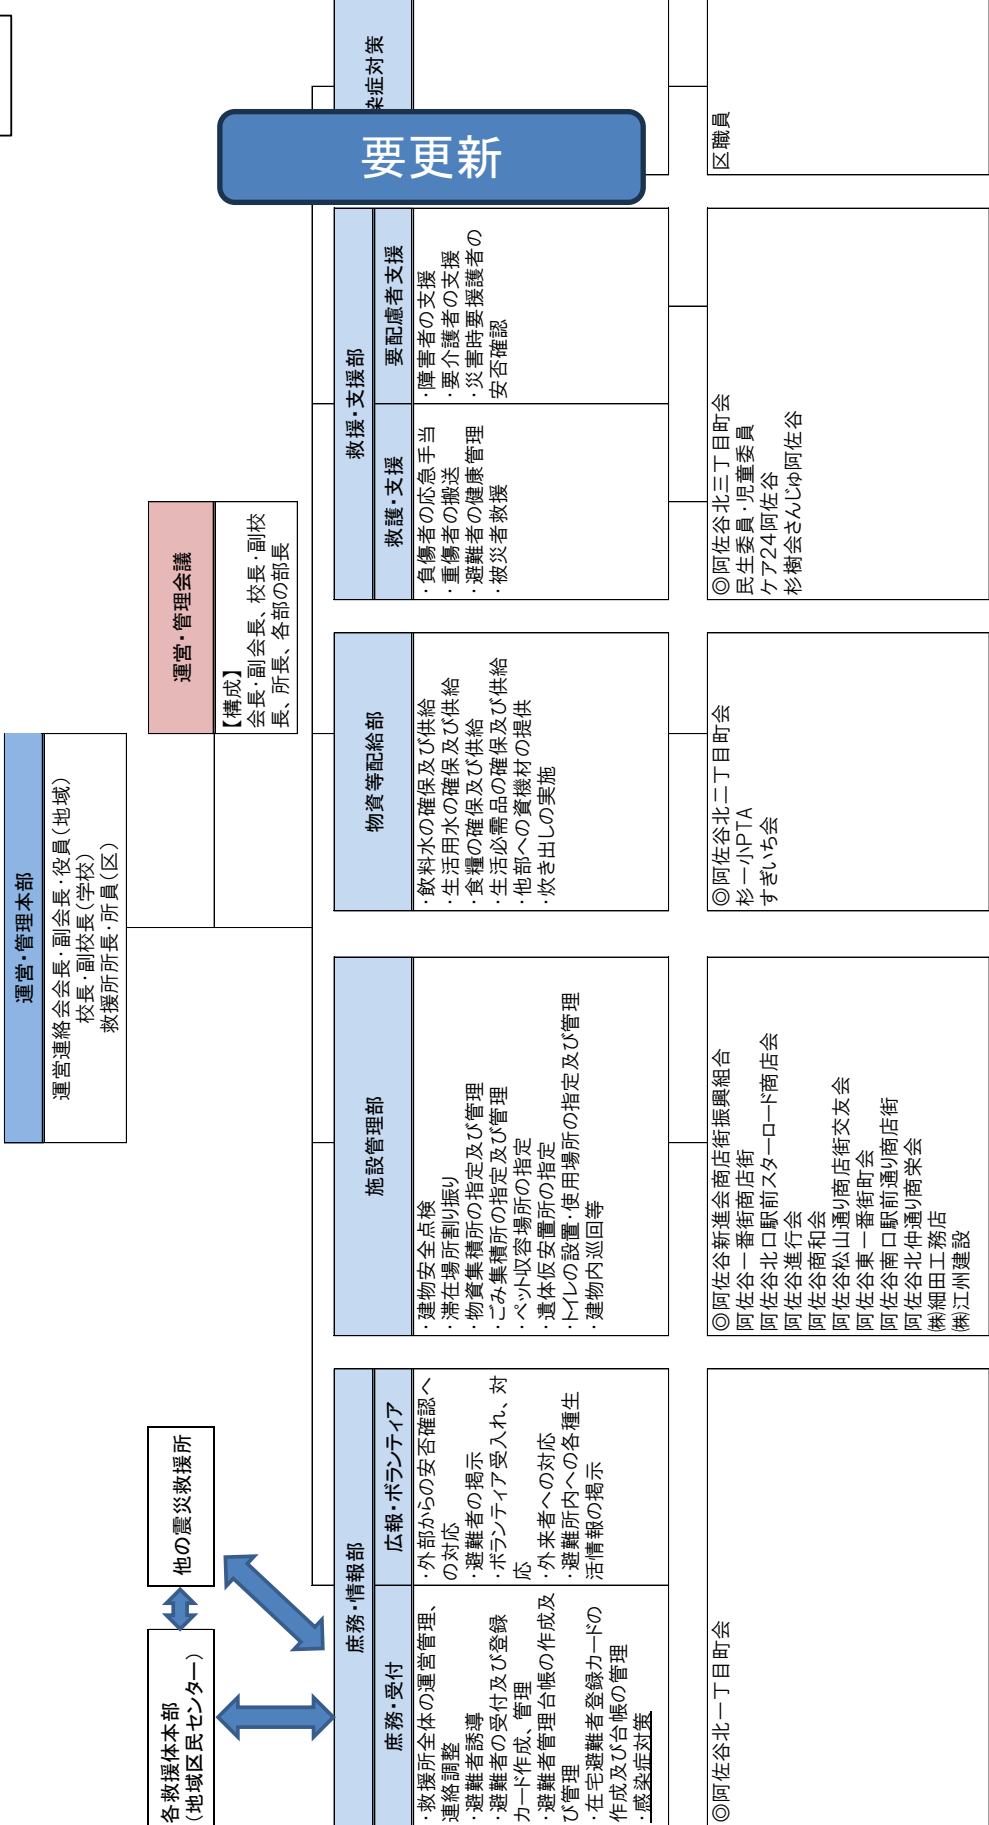 運営・管理本部
運営連絡会会長・副会長・役員(地域)
校長・副校長(学校)
救援所所長・所員(区)
運営・管理会議
【構成】
会長・副会長、校長・副校
長、所長、各部の部長
各救援体本部
(地域区民センター)
他の震災救援所
庶務・情報部
庶務・受付
・救援所全体の運営管理、
連絡調整
・避難者誘導
・避難者の受付及び登録
カード作成、管理
・避難者管理台帳の作成及
び管理
・在宅避難者登録カードの
作成及び台帳の管理
・感染症対策
広報・ボランティア
・外部からの安否確認へ
の対応
・避難者の掲示
・ボランティア受入れ、対
応
・外来者への対応
・避難所内への各種生
活情報の掲示
◎阿佐谷北一丁目町会
施設管理部
・建物安全点検
・滞在場所割り振り
・物資集積所の指定及び管理
・ごみ集積所の指定及び管理
・ペット収容場所の指定
・遺体仮安置所の指定
・トイレの設置・使用場所の指定及び管理
・建物内巡回等
◎阿佐谷新進会商店街振興組合
阿佐谷一番街商店街
阿佐谷北口駅前スターロード商店会
阿佐谷進行会
阿佐谷商和会
阿佐谷松山通り商店街交友会
阿佐谷東一番街町会
阿佐谷南口駅前通り商店街
阿佐谷北仲通り商栄会
㈱細田工務店
㈱江州建設
物資等配給部
・飲料水の確保及び供給
・生活用水の確保及び供給
・食糧の確保及び供給
・生活必需品の確保及び供給
・他部への資機材の提供
・炊き出しの実施
◎阿佐谷北二丁目町会
杉一小PTA
すぎいち会
救援・支援部
救護・支援
・負傷者の応急手当
・重傷者の搬送
・避難者の健康管理
・被災者救援
要配慮者支援
・障害者の支援
・要介護者の支援
・災害時要援護者の
安否確認
◎阿佐谷北三丁目町会
民生委員・児童委員
ケア24阿佐谷
杉樹会さんじゅ阿佐谷
染症対策
区職員
要更新